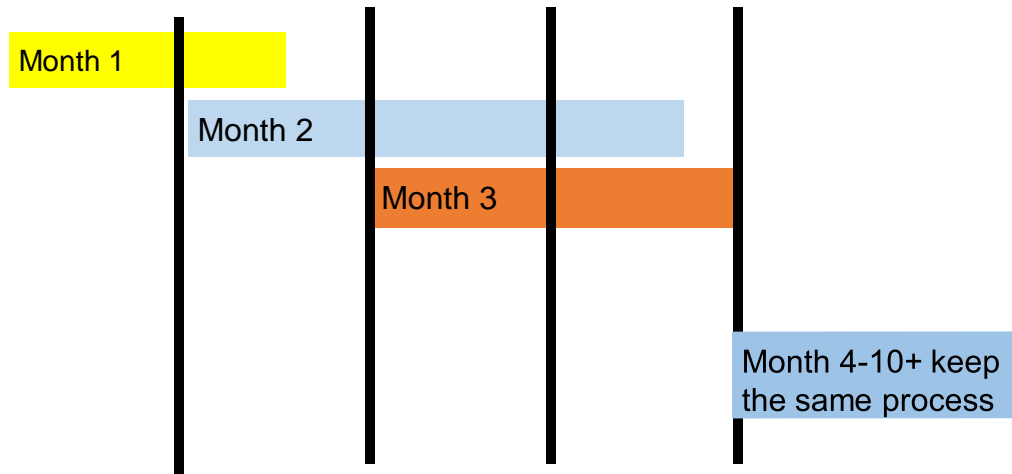 Month 1
Month 2
Month 3
Month 4-10+ keep
the same process